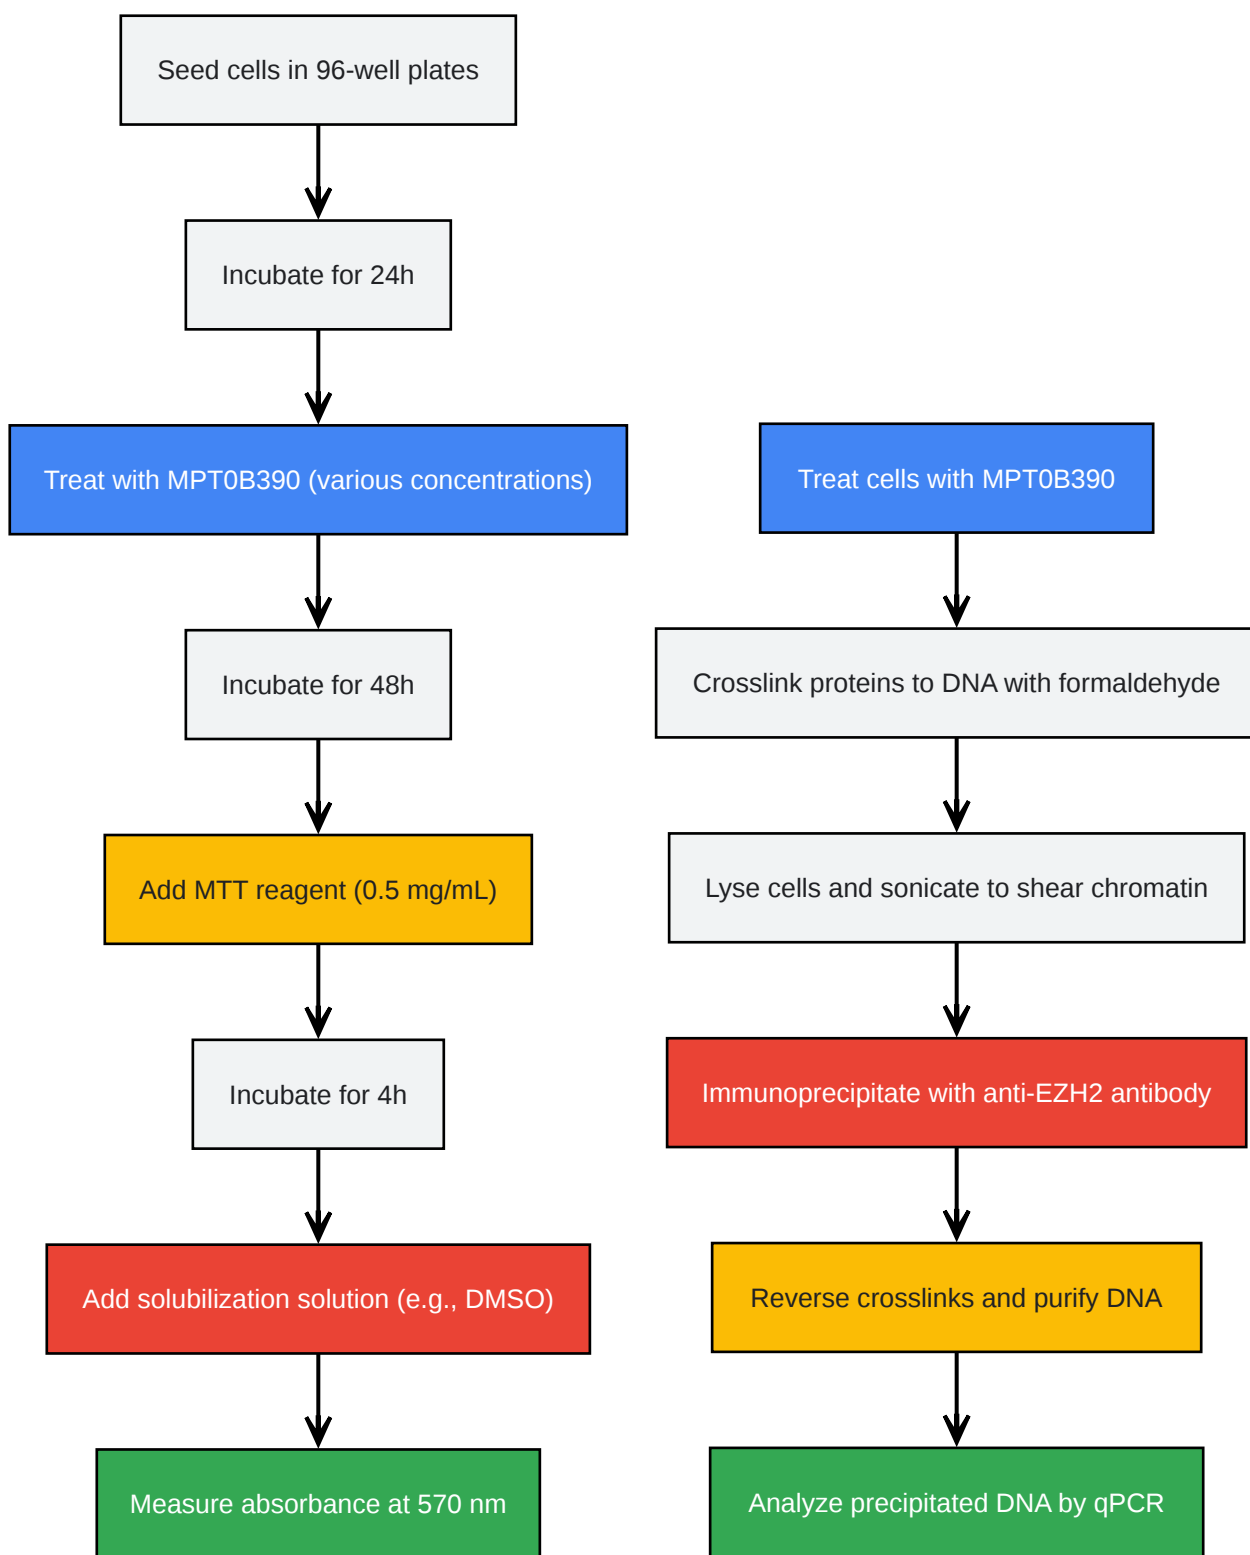 Seed cells in 96-well plates
Incubate for 24h
Treat with MPT0B390 (various concentrations)
Incubate for 48h
Add MTT reagent (0.5 mg/mL)
Incubate for 4h
Add solubilization solution (e.g., DMSO)
Measure absorbance at 570 nm
Treat cells with MPT0B390
Crosslink proteins to DNA with formaldehyde
Lyse cells and sonicate to shear chromatin
Immunoprecipitate with anti-EZH2 antibody
Reverse crosslinks and purify DNA
Analyze precipitated DNA by qPCR